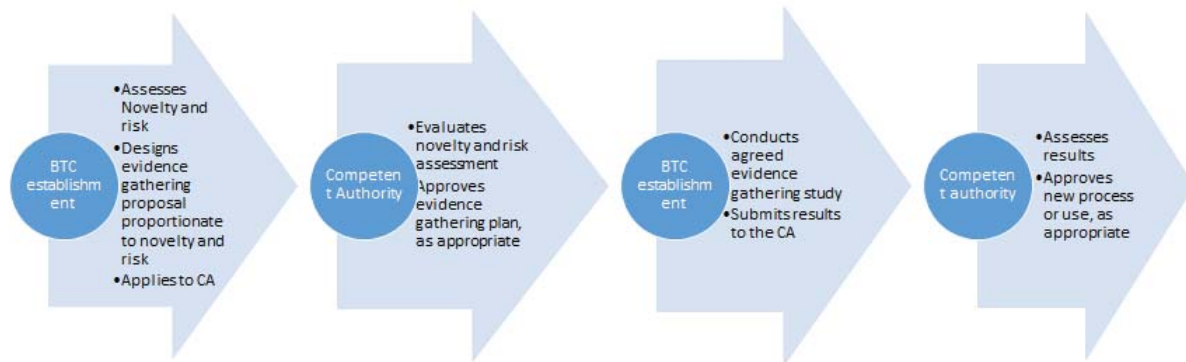 BTC
establishm
ent
•Assesses
Novelty and
risk
•Designs
evidence
gathering
proposal
proportionate
to novelty and
risk
•Applies to CA
Competen
t Authority
•Evaluates
novelty and risk
assessment
•Approves
evidence
gathering plan,
as appropriate
BTC
establishm
ent
•Conducts
agreed
evidence
gathering study
•Submits results
to the CA
Competen
t authority
•Assesses
results
•Approves
new process
or use, as
appropriate